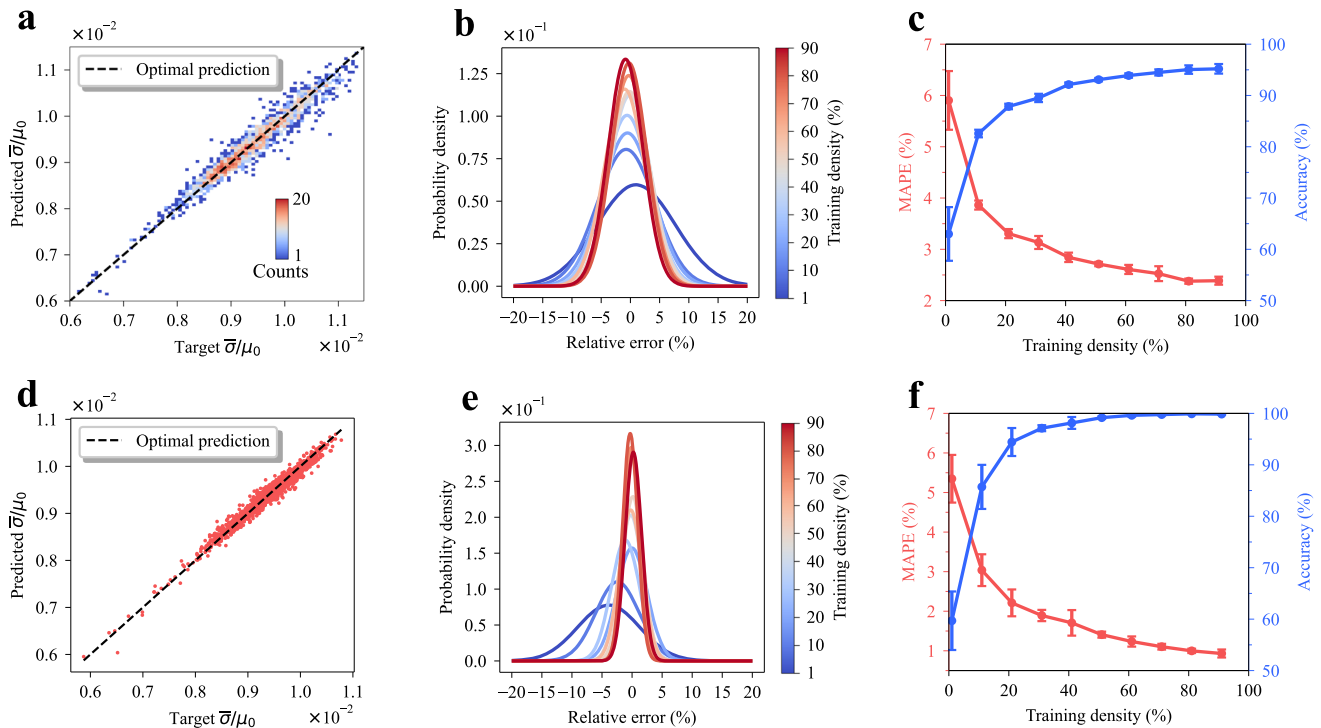 a
×10⁻²
1.1
1.0
0.9
0.8
0.7
0.6
Predicted σ̅/μ₀
Optimal prediction
20
1
Counts
0.6 0.7 0.8 0.9 1.0 1.1
Target σ̅/μ₀ ×10⁻²
b
×10⁻¹
1.25
1.00
0.75
0.50
0.25
0.00
Probability density
−20 −15 −10 −5 0 5 10 15 20
Relative error (%)
90
80
70
60
50
40
30
20
10
1
Training density (%)
c
7
6
5
4
3
2
MAPE (%)
100
90
80
70
60
50
Accuracy (%)
0 20 40 60 80 100
Training density (%)
d
×10⁻²
1.1
1.0
0.9
0.8
0.7
0.6
Predicted σ̅/μ₀
Optimal prediction
0.6 0.7 0.8 0.9 1.0 1.1
Target σ̅/μ₀ ×10⁻²
e
×10⁻¹
3.0
2.5
2.0
1.5
1.0
0.5
0.0
Probability density
−20 −15 −10 −5 0 5 10 15 20
Relative error (%)
90
80
70
60
50
40
30
20
10
1
Training density (%)
f
7
6
5
4
3
2
1
MAPE (%)
100
90
80
70
60
50
Accuracy (%)
0 20 40 60 80 100
Training density (%)